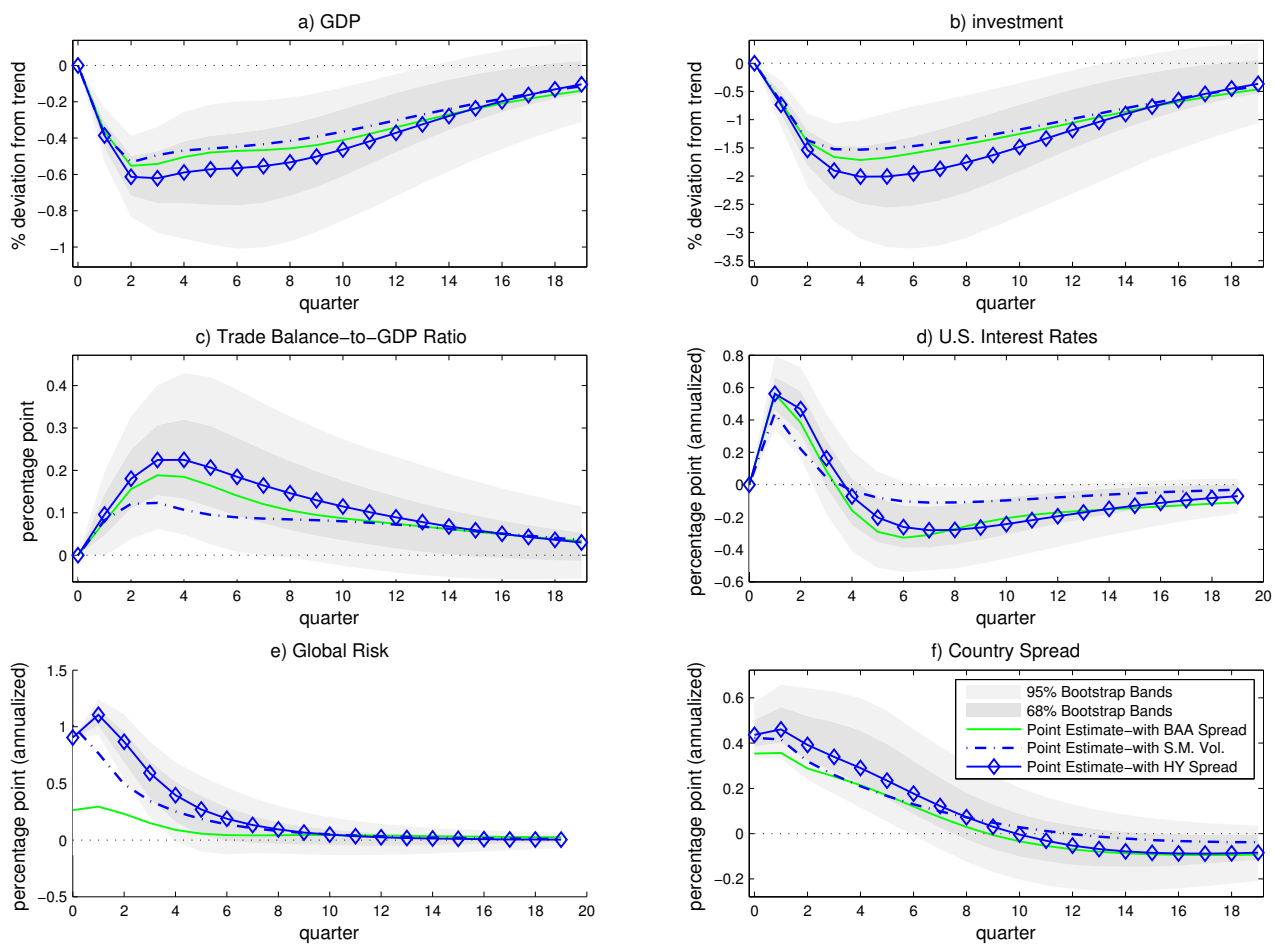 a) GDP
0
−0.2
−0.4
−0.6
−0.8
−1
% deviation from trend
0 2 4 6 8 10 12 14 16 18
quarter
b) investment
0
−0.5
−1
−1.5
−2
−2.5
−3
−3.5
% deviation from trend
0 2 4 6 8 10 12 14 16 18
quarter
c) Trade Balance−to−GDP Ratio
0.4
0.3
0.2
0.1
0
percentage point
0 2 4 6 8 10 12 14 16 18
quarter
d) U.S. Interest Rates
0.8
0.6
0.4
0.2
0
−0.2
−0.4
−0.6
percentage point (annualized)
0 2 4 6 8 10 12 14 16 18 20
quarter
e) Global Risk
1.5
1
0.5
0
−0.5
percentage point (annualized)
0 2 4 6 8 10 12 14 16 18 20
quarter
f) Country Spread
0.6
0.4
0.2
0
−0.2
percentage point (annualized)
95% Bootstrap Bands
68% Bootstrap Bands
Point Estimate−with BAA Spread
Point Estimate−with S.M. Vol.
Point Estimate−with HY Spread
0 2 4 6 8 10 12 14 16 18
quarter